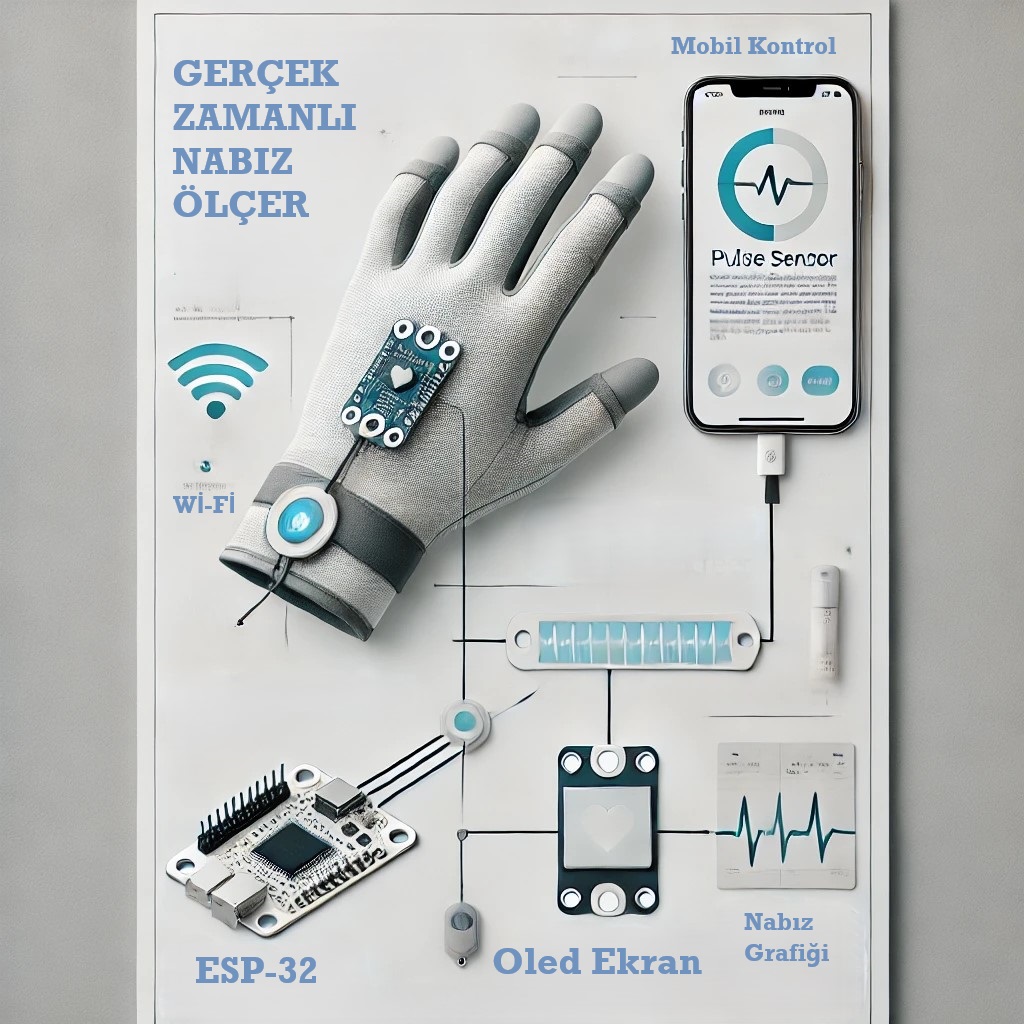 Mobil Kontrol
GERÇEK
ZAMANLI
NABIZ
ÖLÇER
Pulse Sensor
Wİ-Fİ
Nabız
Grafiği
ESP-32
Oled Ekran